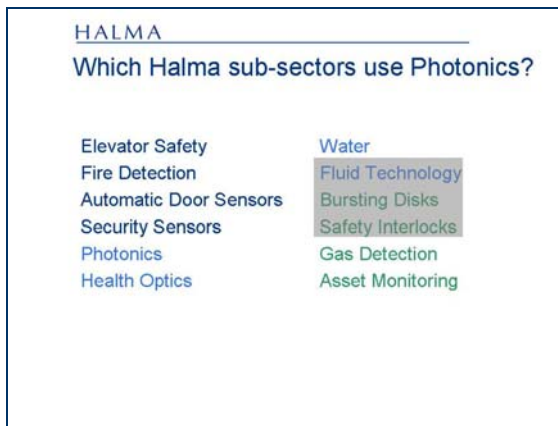 HALMA
Which Halma sub-sectors use Photonics?
Elevator Safety
Fire Detection
Automatic Door Sensors
Security Sensors
Photonics
Health Optics
Water
Fluid Technology
Bursting Disks
Safety Interlocks
Gas Detection
Asset Monitoring